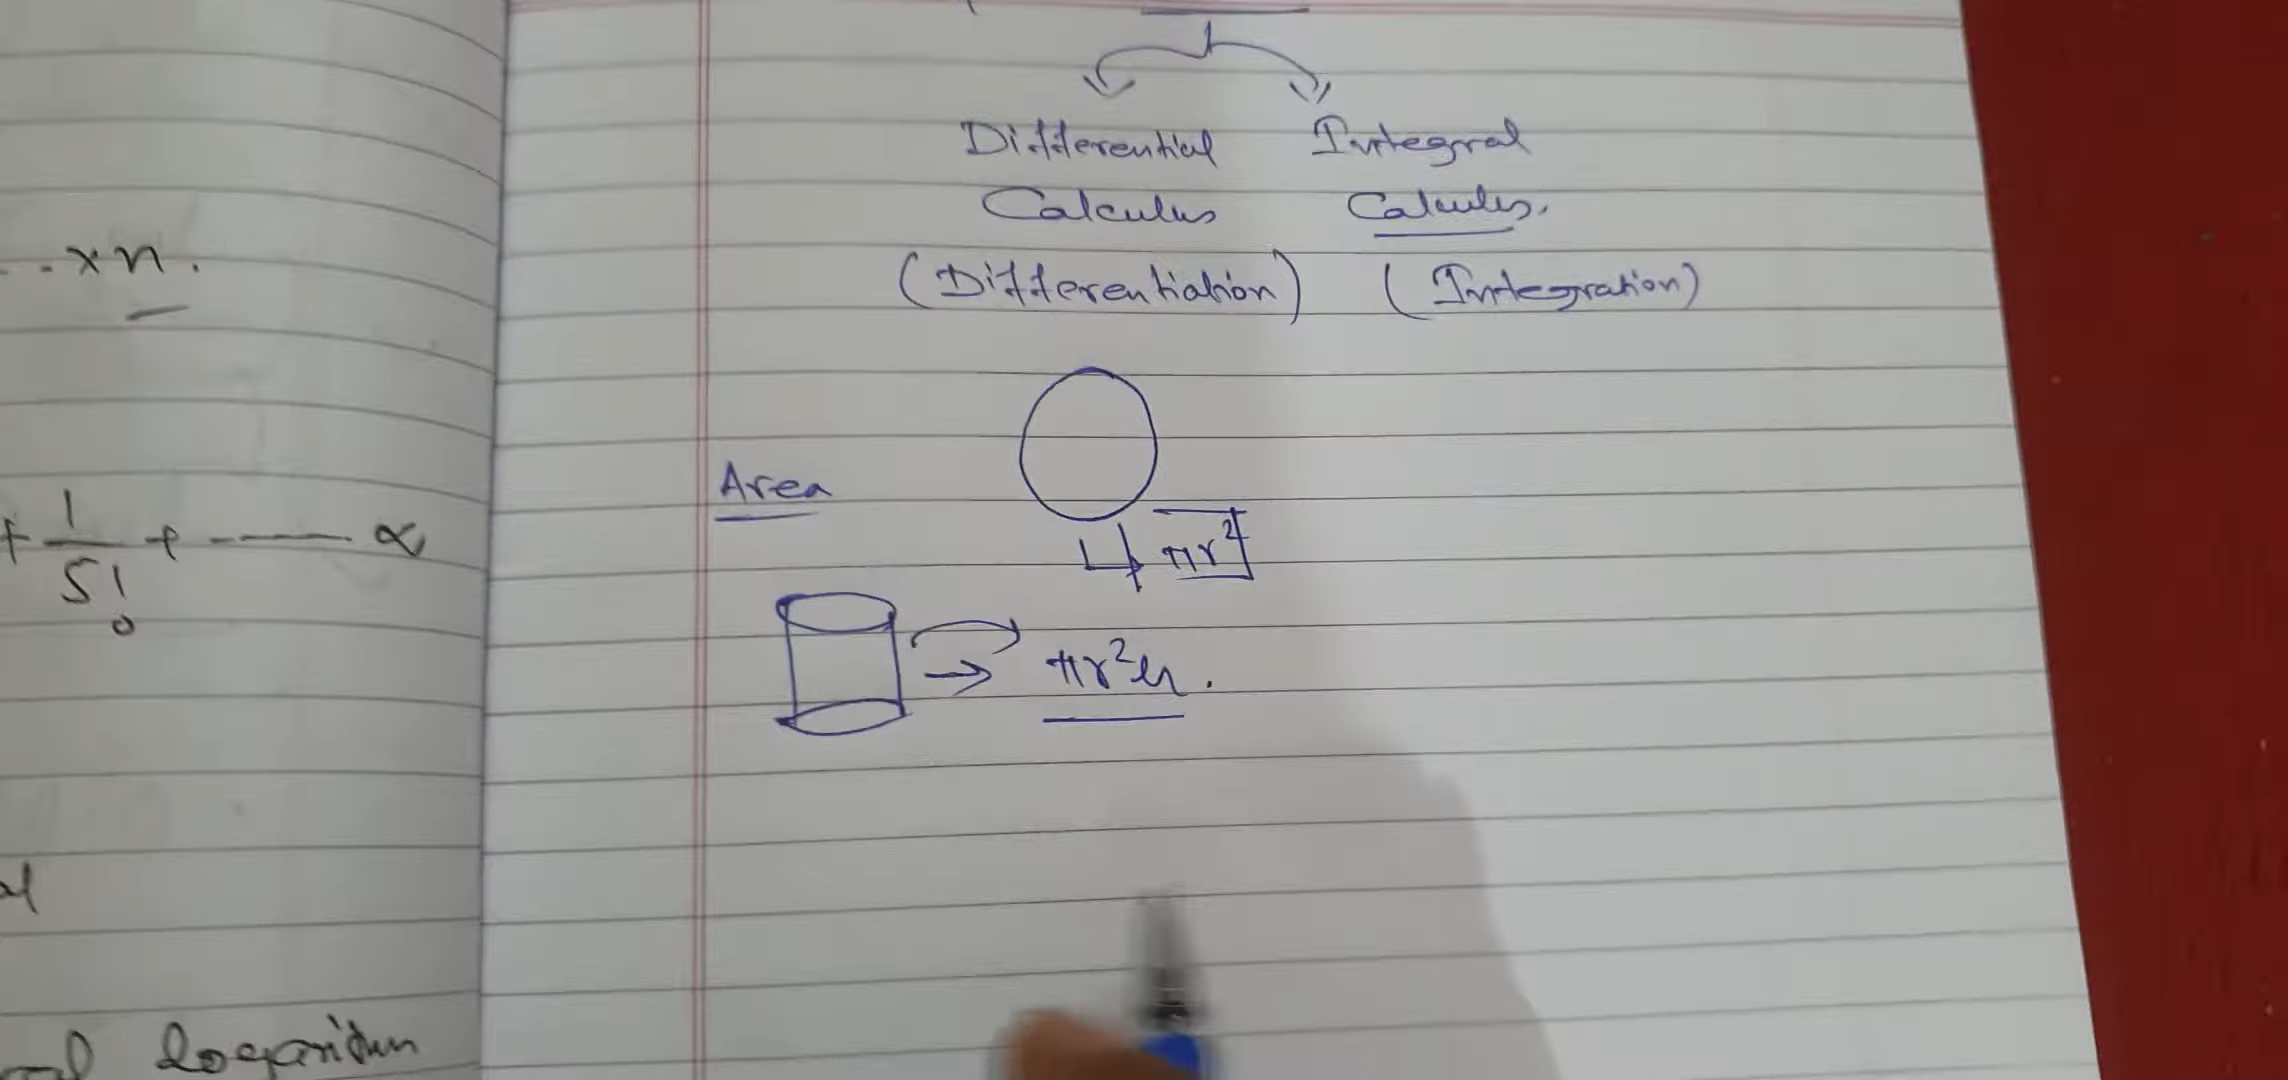 ...xn.
+ 1/5! + ------ ∝
logarithm
Differential Integral
Calculus Calculus.
(Differentiation) (Integration)
Area
πr²
πr²h.